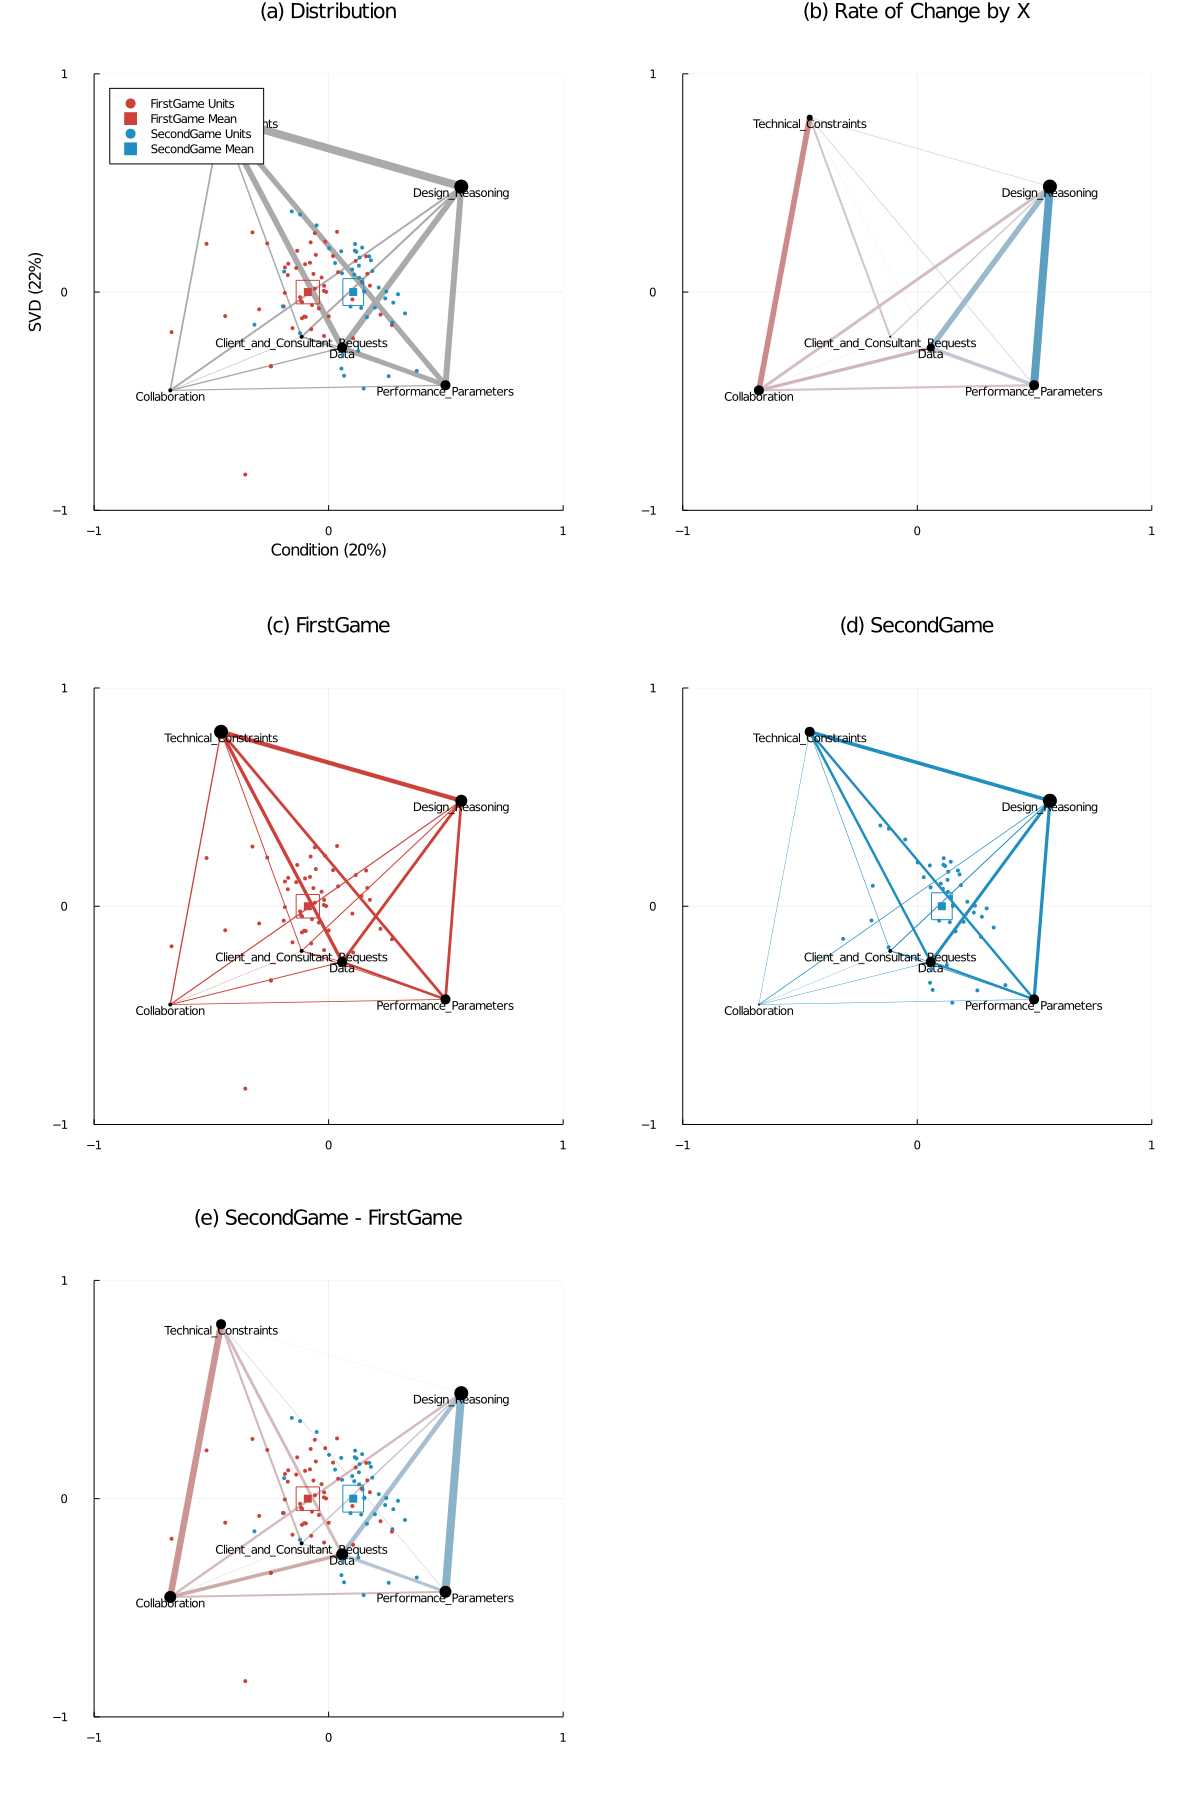 (a) Distribution
(b) Rate of Change by X
1
FirstGame Units
FirstGame Mean
SecondGame Units
SecondGame Mean
nts
Design_Reasoning
SVD (22%)
0
Client_and_Consultant_Requests
Data
Collaboration
Performance_Parameters
−1
−1
0
1
Condition (20%)
1
Technical_Constraints
Design_Reasoning
0
Client_and_Consultant_Requests
Data
Collaboration
Performance_Parameters
−1
−1
0
1
(c) FirstGame
(d) SecondGame
1
Technical_Constraints
Design_Reasoning
0
Client_and_Consultant_Requests
Data
Collaboration
Performance_Parameters
−1
−1
0
1
1
Technical_Constraints
Design_Reasoning
0
Client_and_Consultant_Requests
Data
Collaboration
Performance_Parameters
−1
−1
0
1
(e) SecondGame - FirstGame
1
Technical_Constraints
Design_Reasoning
0
Client_and_Consultant_Requests
Data
Collaboration
Performance_Parameters
−1
−1
0
1